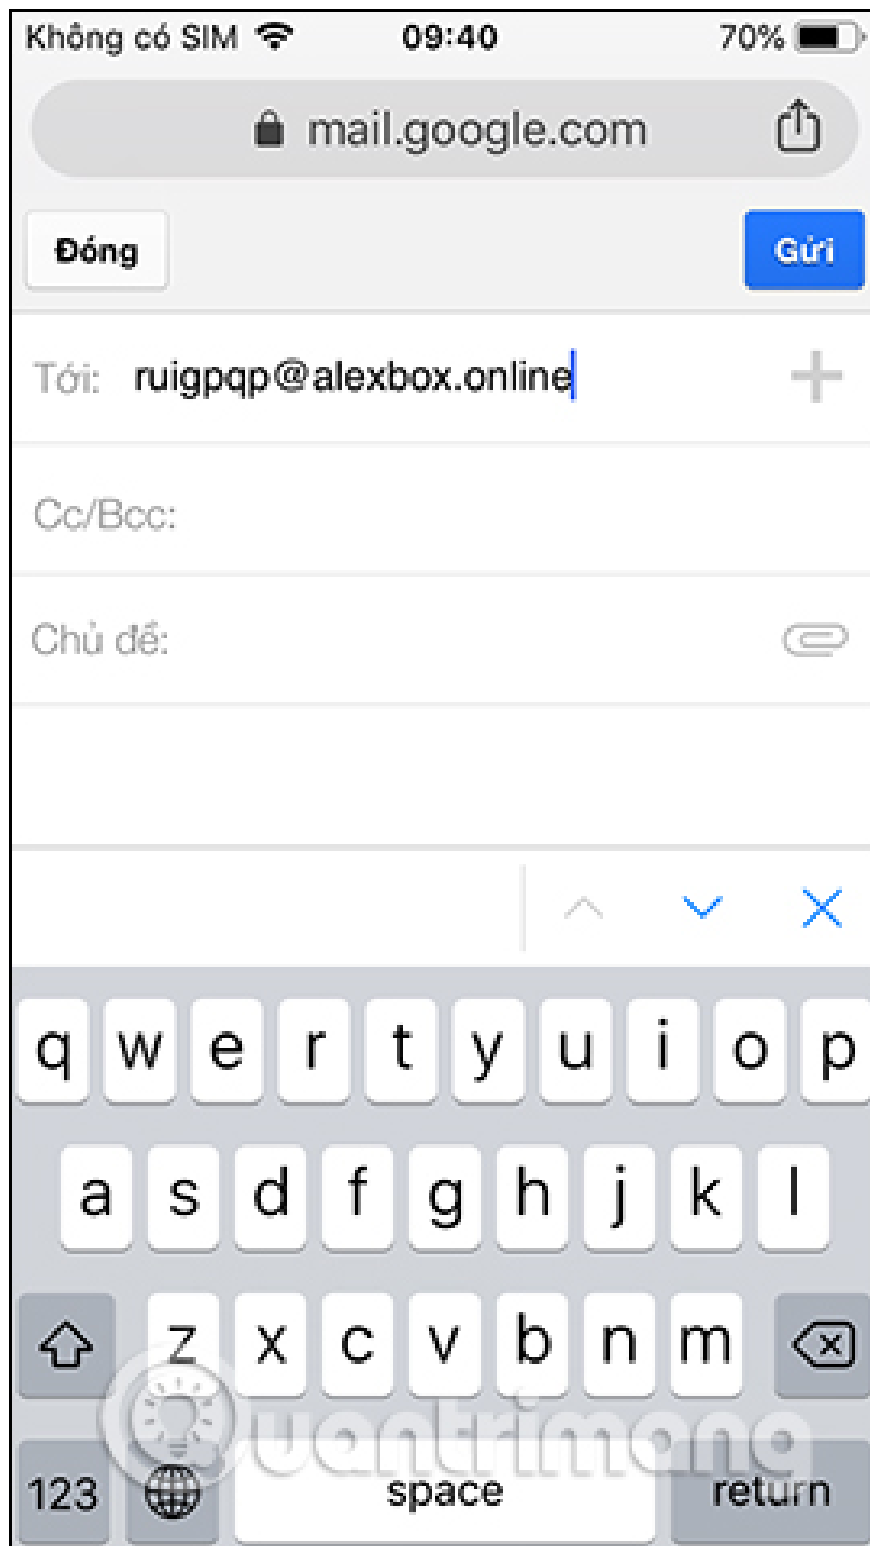 Không có SIM 09:40 70%
mail.google.com
Đóng Gửi
Tới: ruigpqp@alexbox.online
Cc/Bcc:
Chủ đề:
q w e r t y u i o p
a s d f g h j k l
z x c v b n m
Quantrimang
123 space return